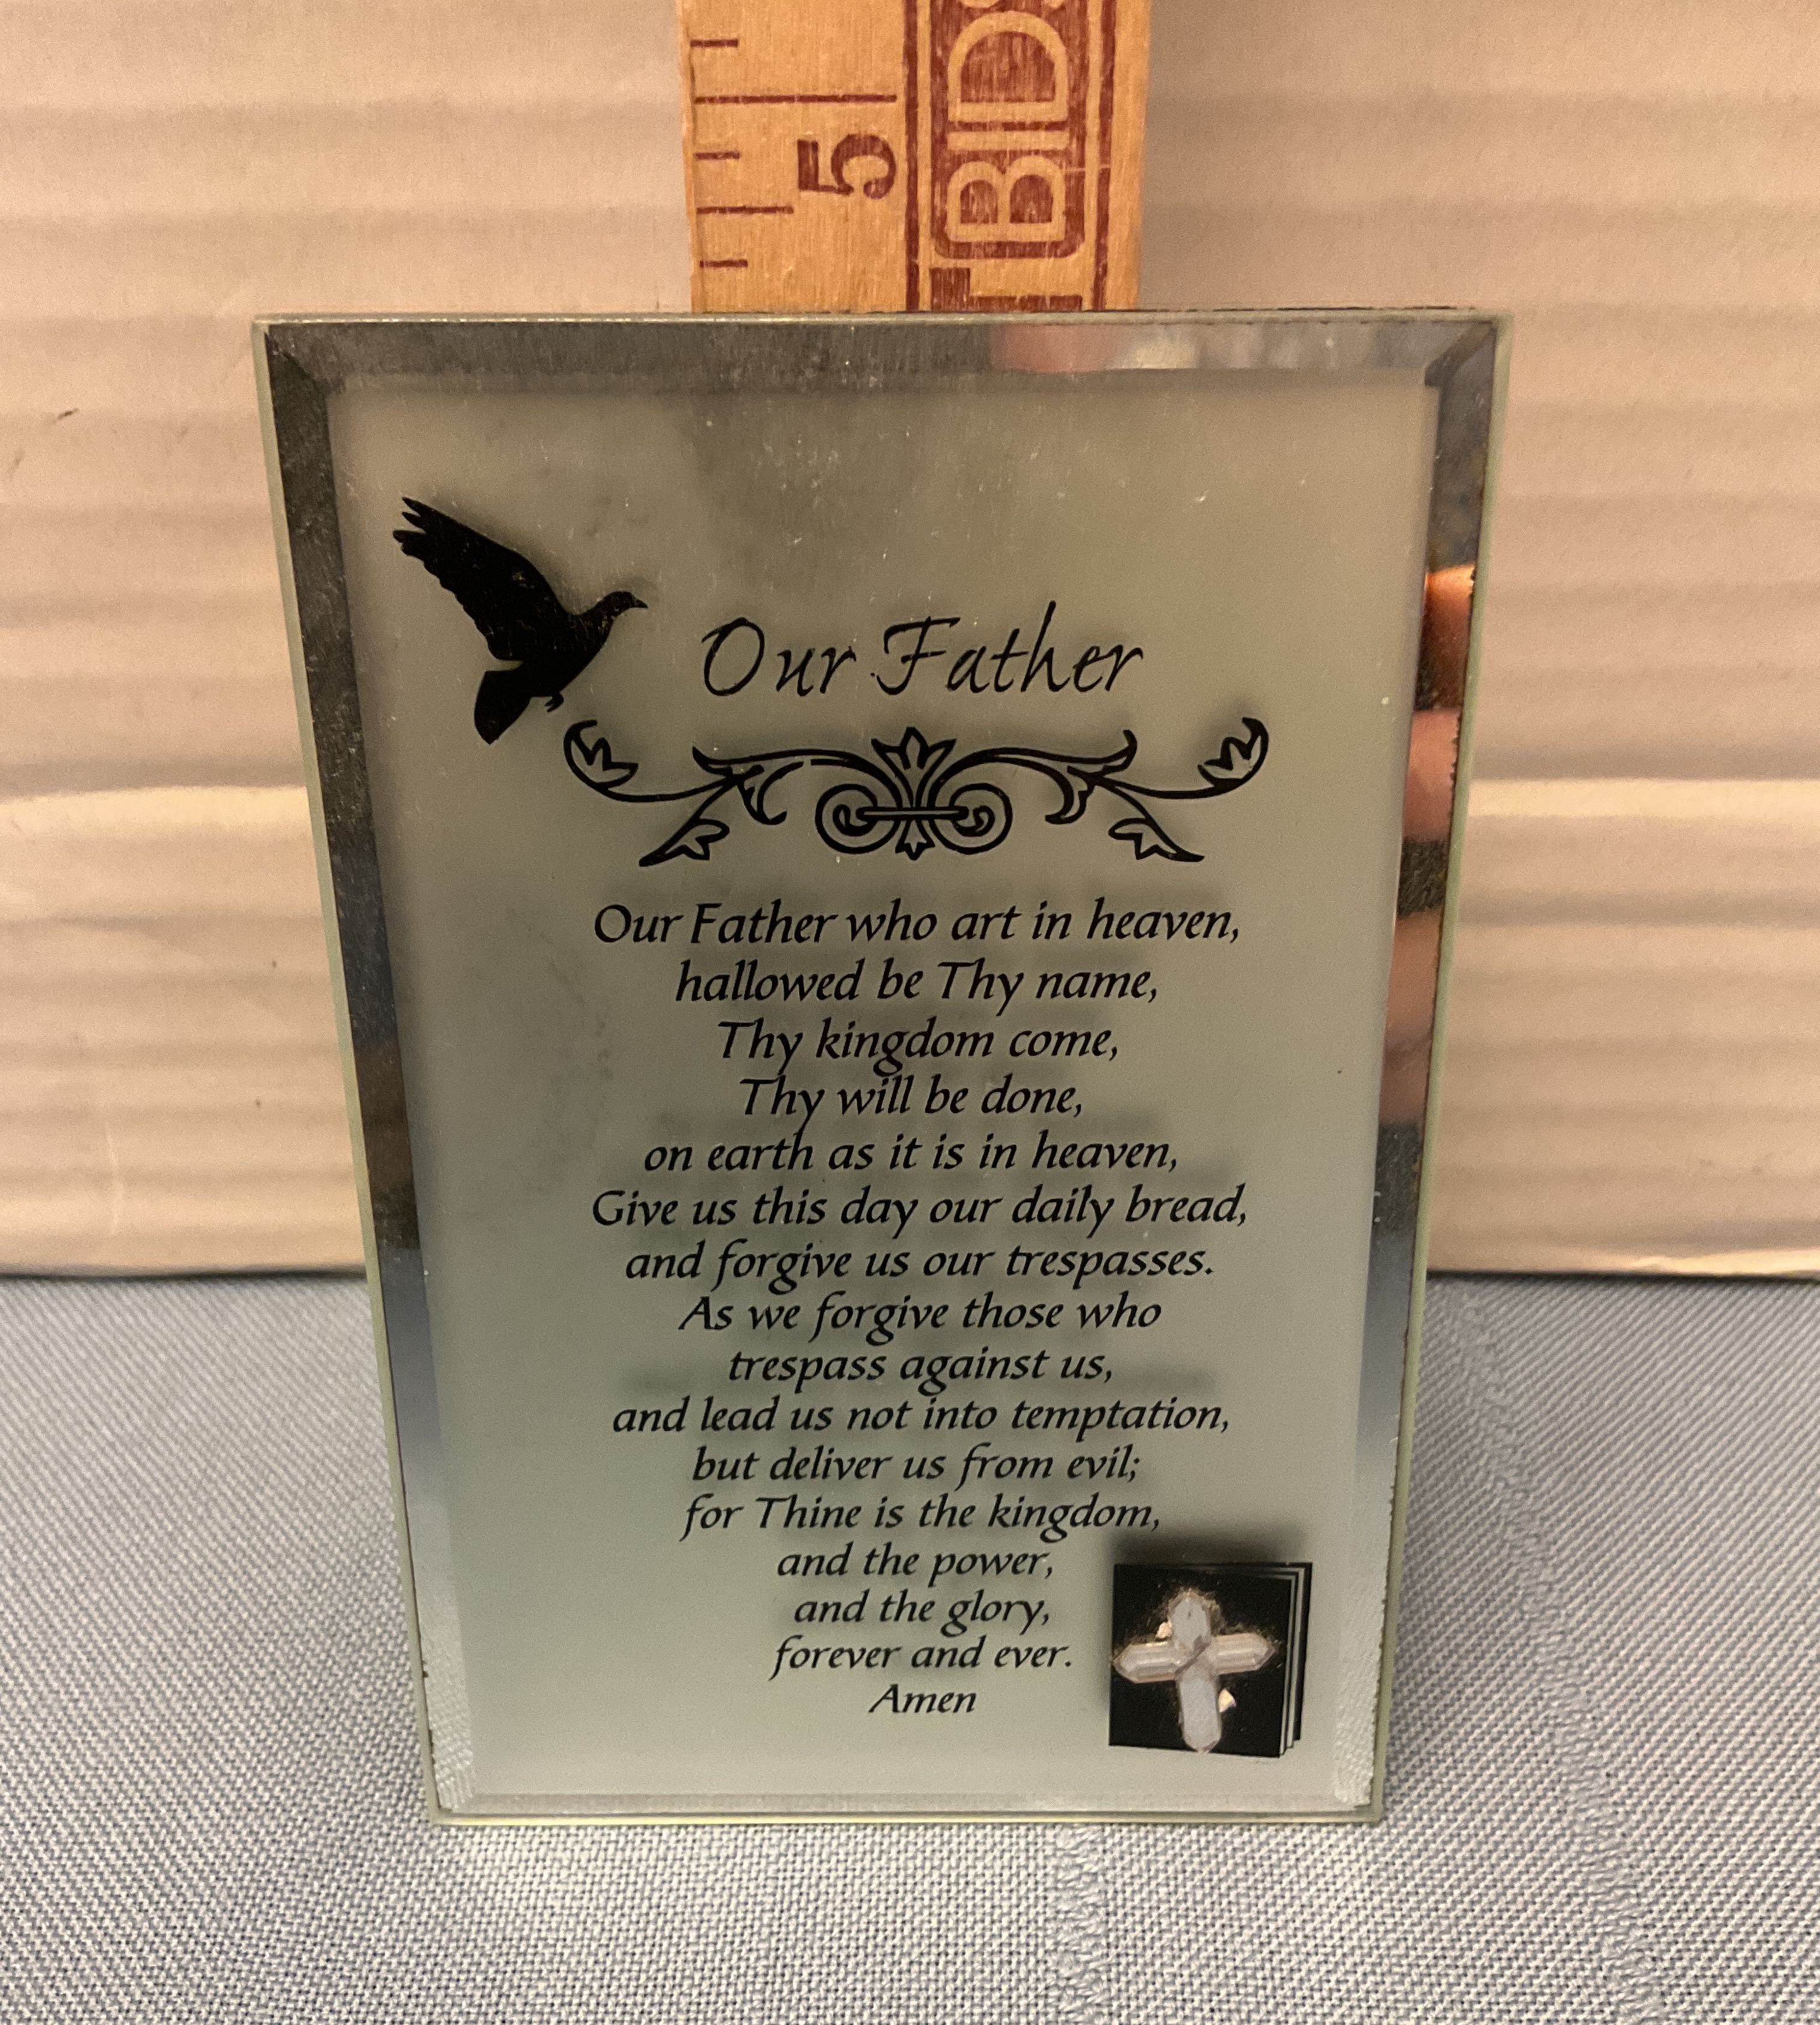 5
BIDS
Our Father
Our Father who art in heaven,
hallowed be Thy name,
Thy kingdom come,
Thy will be done,
on earth as it is in heaven,
Give us this day our daily bread,
and forgive us our trespasses.
As we forgive those who
trespass against us,
and lead us not into temptation,
but deliver us from evil;
for Thine is the kingdom,
and the power,
and the glory,
forever and ever.
Amen